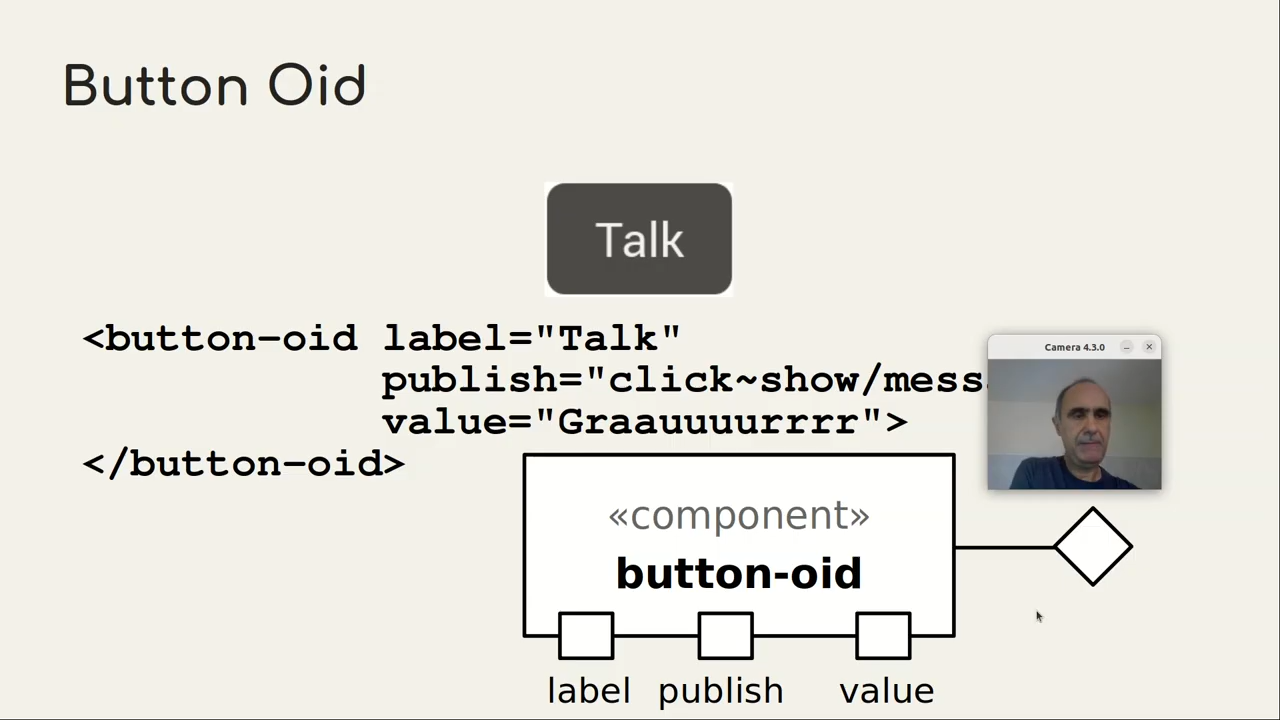 Button Oid
Talk
<button-oid label="Talk"
publish="click~show/mess
value="Graauuuurrrr">
</button-oid>
Camera 4.3.0
«component»
button-oid
label publish value